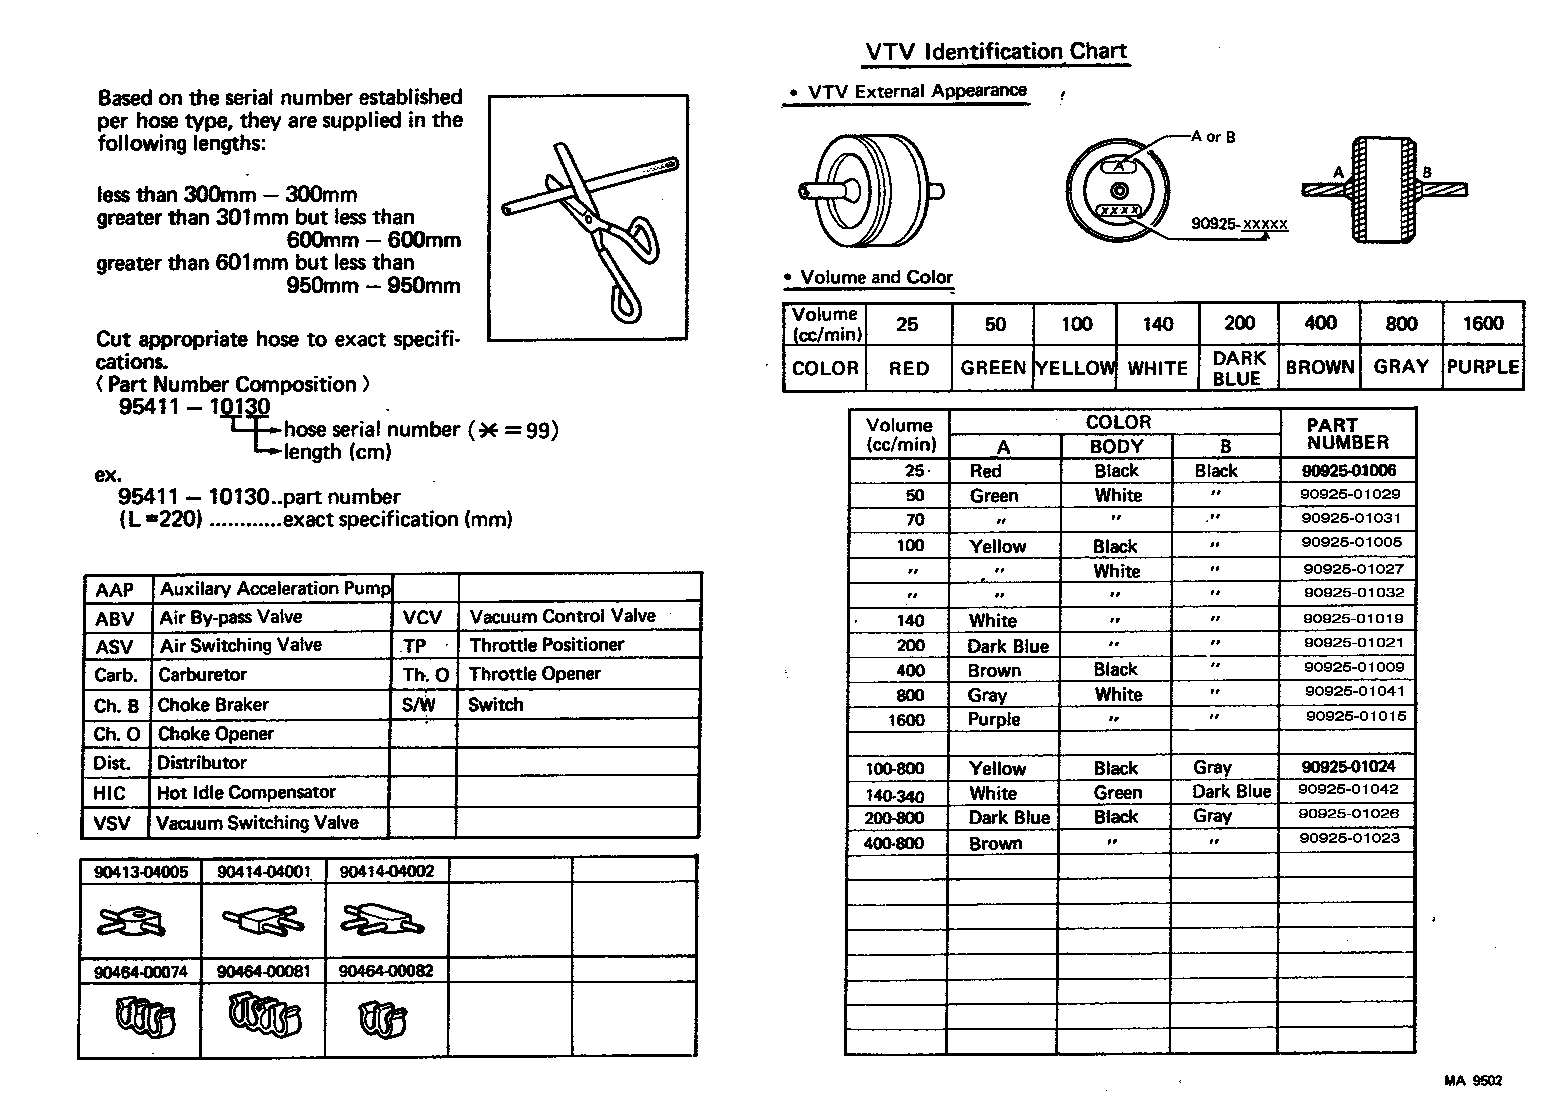 Based on the serial number established
per hose type, they are supplied in the
following lengths:
less than 300mm — 300mm
greater than 301mm but less than
600mm — 600mm
greater than 601mm but less than
950mm — 950mm
Cut appropriate hose to exact specifi-
cations.
⟨ Part Number Composition ⟩
95411 — 10130
hose serial number ( ✳ = 99)
length (cm)
ex.
95411 — 10130..part number
(L=220) ............exact specification (mm)
AAP Auxilary Acceleration Pump
ABV Air By-pass Valve VCV Vacuum Control Valve
ASV Air Switching Valve TP Throttle Positioner
Carb. Carburetor Th. O Throttle Opener
Ch. B Choke Braker S/W Switch
Ch. O Choke Opener
Dist. Distributor
HIC Hot Idle Compensator
VSV Vacuum Switching Valve
90413-04005 90414-04001 90414-04002
90464-00074 90464-00081 90464-00082
VTV Identification Chart
• VTV External Appearance
A or B
A
XXXX
90925-XXXXX
A B
• Volume and Color
Volume (cc/min) 25 50 100 140 200 400 800 1600
COLOR RED GREEN YELLOW WHITE DARK BLUE BROWN GRAY PURPLE
Volume (cc/min) COLOR PART NUMBER
A BODY B
25 Red Black Black 90925-01006
50 Green White " 90925-01029
70 " " " 90925-01031
100 Yellow Black " 90925-01005
" " White " 90925-01027
" " " " 90925-01032
140 White " " 90925-01019
200 Dark Blue " " 90925-01021
400 Brown Black " 90925-01009
800 Gray White " 90925-01041
1600 Purple " " 90925-01015
100-800 Yellow Black Gray 90925-01024
140-340 White Green Dark Blue 90925-01042
200-800 Dark Blue Black Gray 90925-01026
400-800 Brown " " 90925-01023
MA 9502